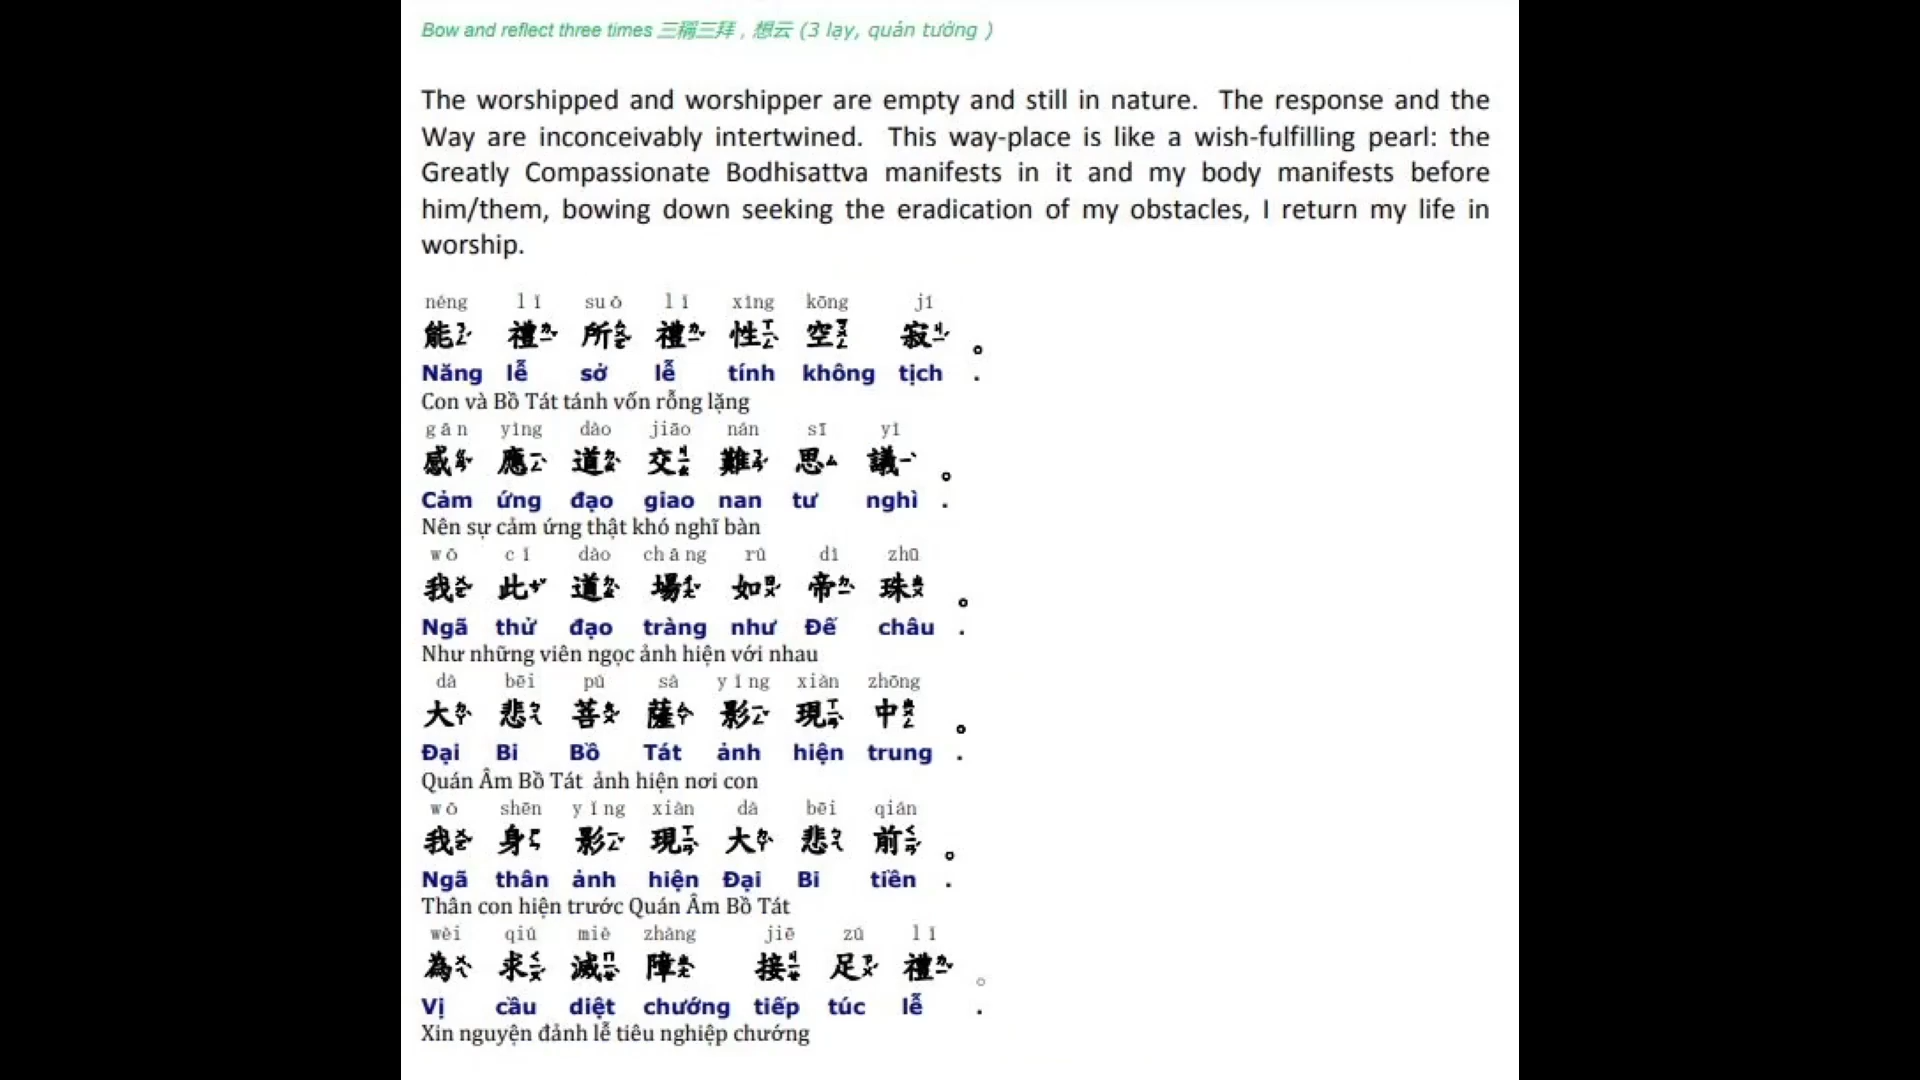 Bow and reflect three times 三稱三拜，想云 (3 lạy, quán tưởng )
The worshipped and worshipper are empty and still in nature. The response and the
Way are inconceivably intertwined. This way-place is like a wish-fulfilling pearl: the
Greatly Compassionate Bodhisattva manifests in it and my body manifests before
him/them, bowing down seeking the eradication of my obstacles, I return my life in
worship.
néng lǐ suǒ lǐ xìng kōng jí
能 禮 所 禮 性 空 寂 。
Năng lễ sở lễ tính không tịch .
Con và Bồ Tát tánh vốn rỗng lặng
gǎn yìng dào jiāo nán sī yì
感 應 道 交 難 思 議 。
Cảm ứng đạo giao nan tư nghì .
Nên sự cảm ứng thật khó nghĩ bàn
wǒ cǐ dào chǎng rú dì zhū
我 此 道 場 如 帝 珠 。
Ngã thử đạo tràng như Đế châu .
Như những viên ngọc ảnh hiện với nhau
dà bēi pú sà yǐng xiàn zhōng
大 悲 菩 薩 影 現 中 。
Đại Bi Bồ Tát ảnh hiện trung .
Quán Âm Bồ Tát ảnh hiện nơi con
wǒ shēn yǐng xiàn dà bēi qián
我 身 影 現 大 悲 前 。
Ngã thân ảnh hiện Đại Bi tiền .
Thân con hiện trước Quán Âm Bồ Tát
wèi qiú miè zhàng jiē zú lǐ
為 求 滅 障 接 足 禮 。
Vị cầu diệt chướng tiếp túc lễ .
Xin nguyện đảnh lễ tiêu nghiệp chướng